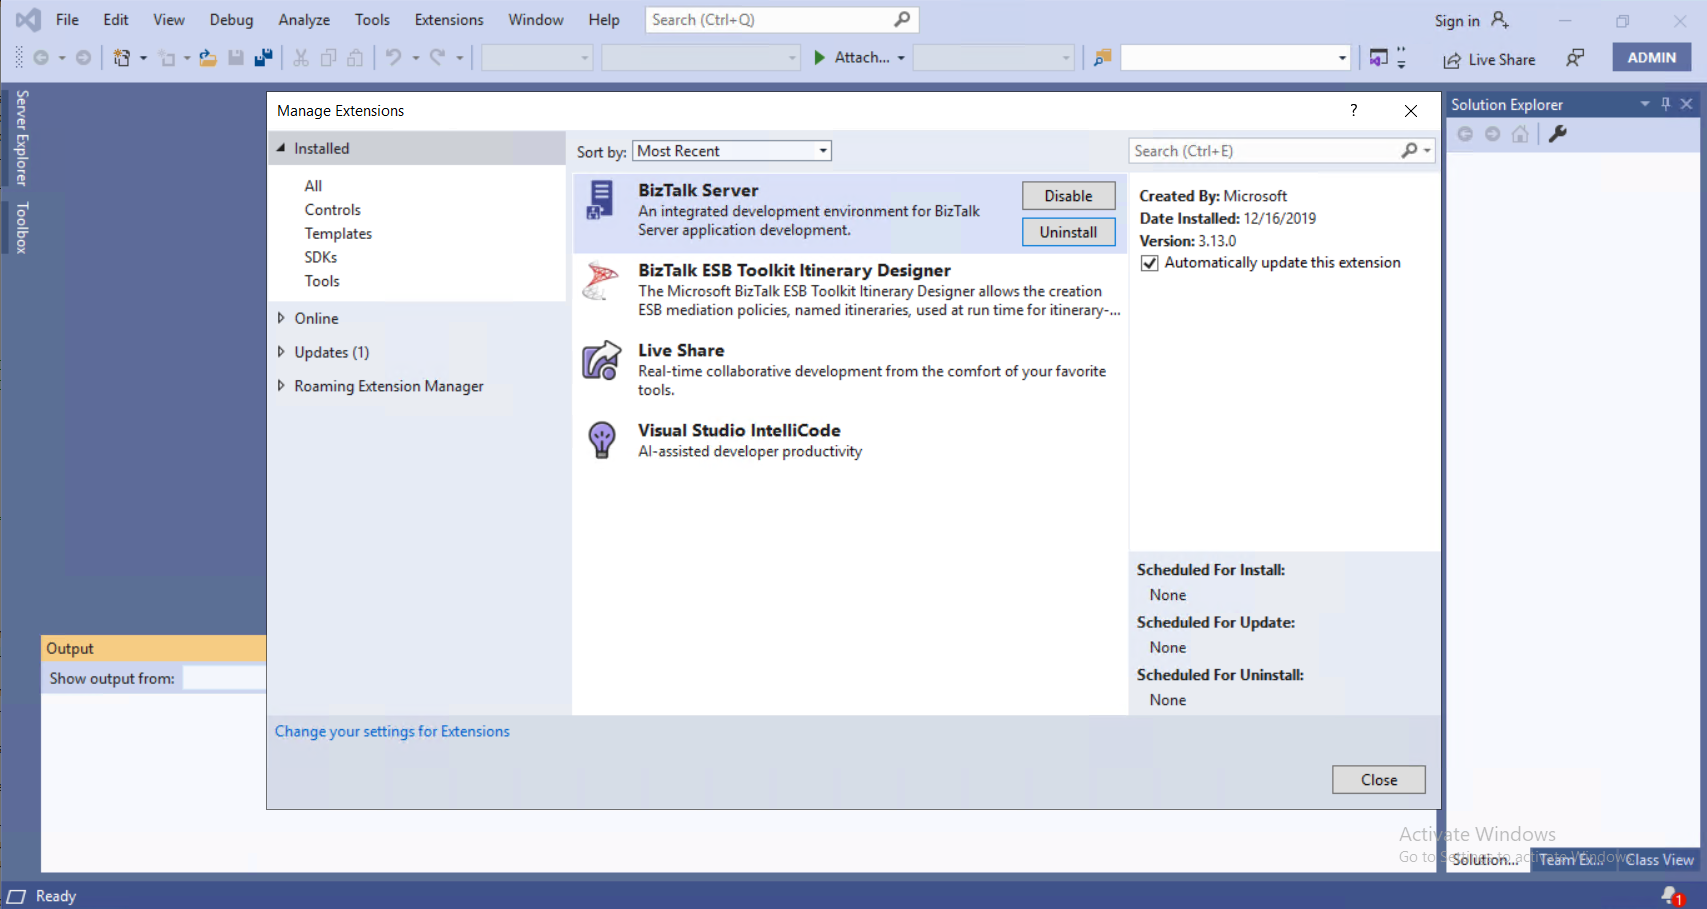 File Edit View Debug Analyze Tools Extensions Window Help Search (Ctrl+Q) Sign in
Attach... Live Share ADMIN
Server Explorer
Toolbox
Manage Extensions ?
Solution Explorer
Installed
All
Controls
Templates
SDKs
Tools
Online
Updates (1)
Roaming Extension Manager
Sort by: Most Recent
Search (Ctrl+E)
BizTalk Server
An integrated development environment for BizTalk
Server application development.
Disable
Uninstall
BizTalk ESB Toolkit Itinerary Designer
The Microsoft BizTalk ESB Toolkit Itinerary Designer allows the creation
ESB mediation policies, named itineraries, used at run time for itinerary-...
Live Share
Real-time collaborative development from the comfort of your favorite
tools.
Visual Studio IntelliCode
AI-assisted developer productivity
Created By: Microsoft
Date Installed: 12/16/2019
Version: 3.13.0
Automatically update this extension
Scheduled For Install:
None
Scheduled For Update:
None
Scheduled For Uninstall:
None
Change your settings for Extensions
Close
Output
Show output from:
Activate Windows
Go to Settings to activate Windows.
Solution... Team Ex... Class View
Ready
1